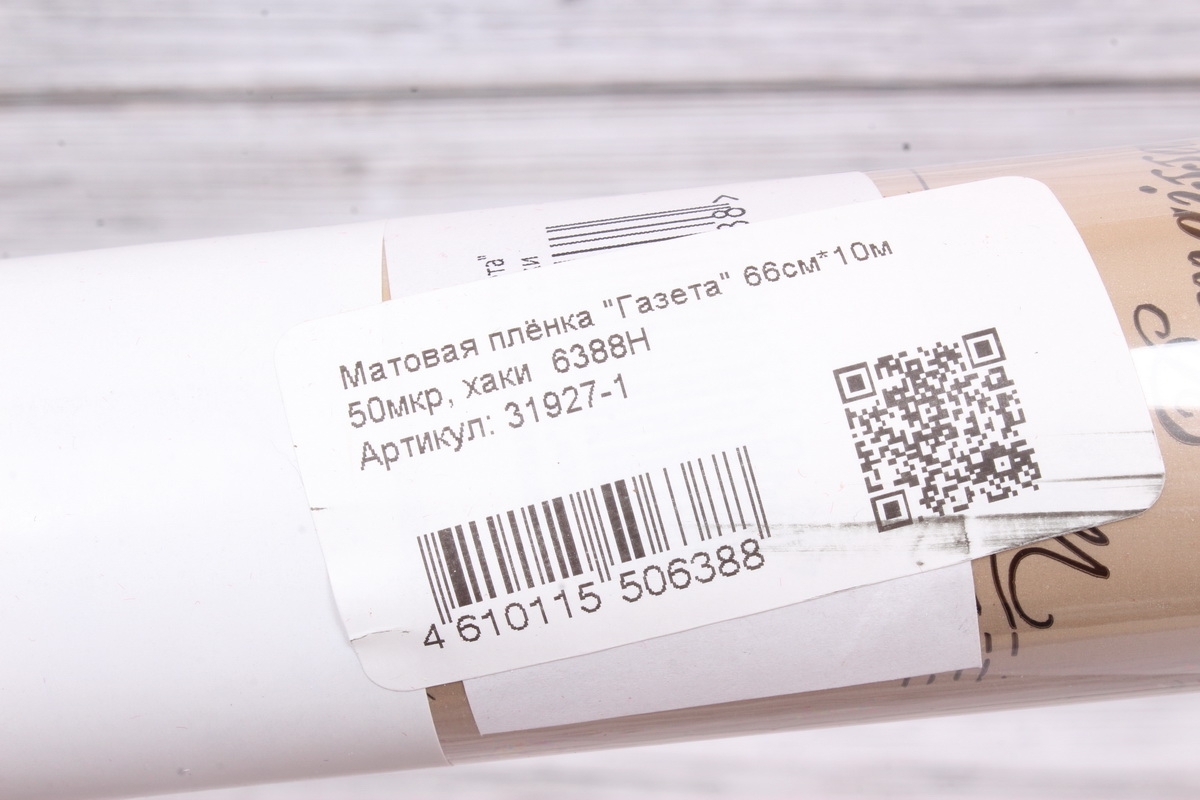 Матовая плёнка "Газета" 66см*10м
50мкр, хаки 6388Н
Артикул: 31927-1
4 610115 506388